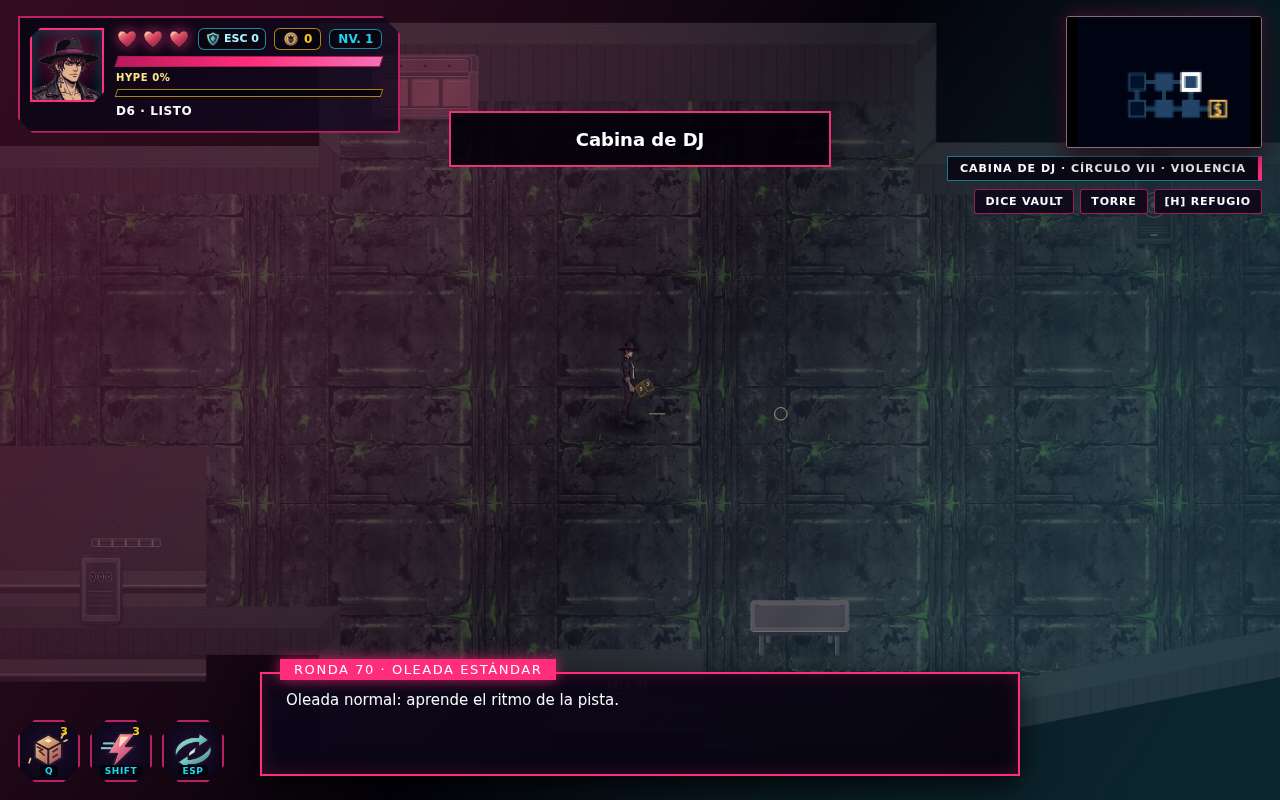 ESC 0
0
NV. 1
HYPE 0%
D6 · LISTO
Cabina de DJ
$
CABINA DE DJ · CÍRCULO VII · VIOLENCIA
DICE VAULT
TORRE
[H] REFUGIO
RONDA 70 · OLEADA ESTÁNDAR
Oleada normal: aprende el ritmo de la pista.
3
Q
3
SHIFT
ESP